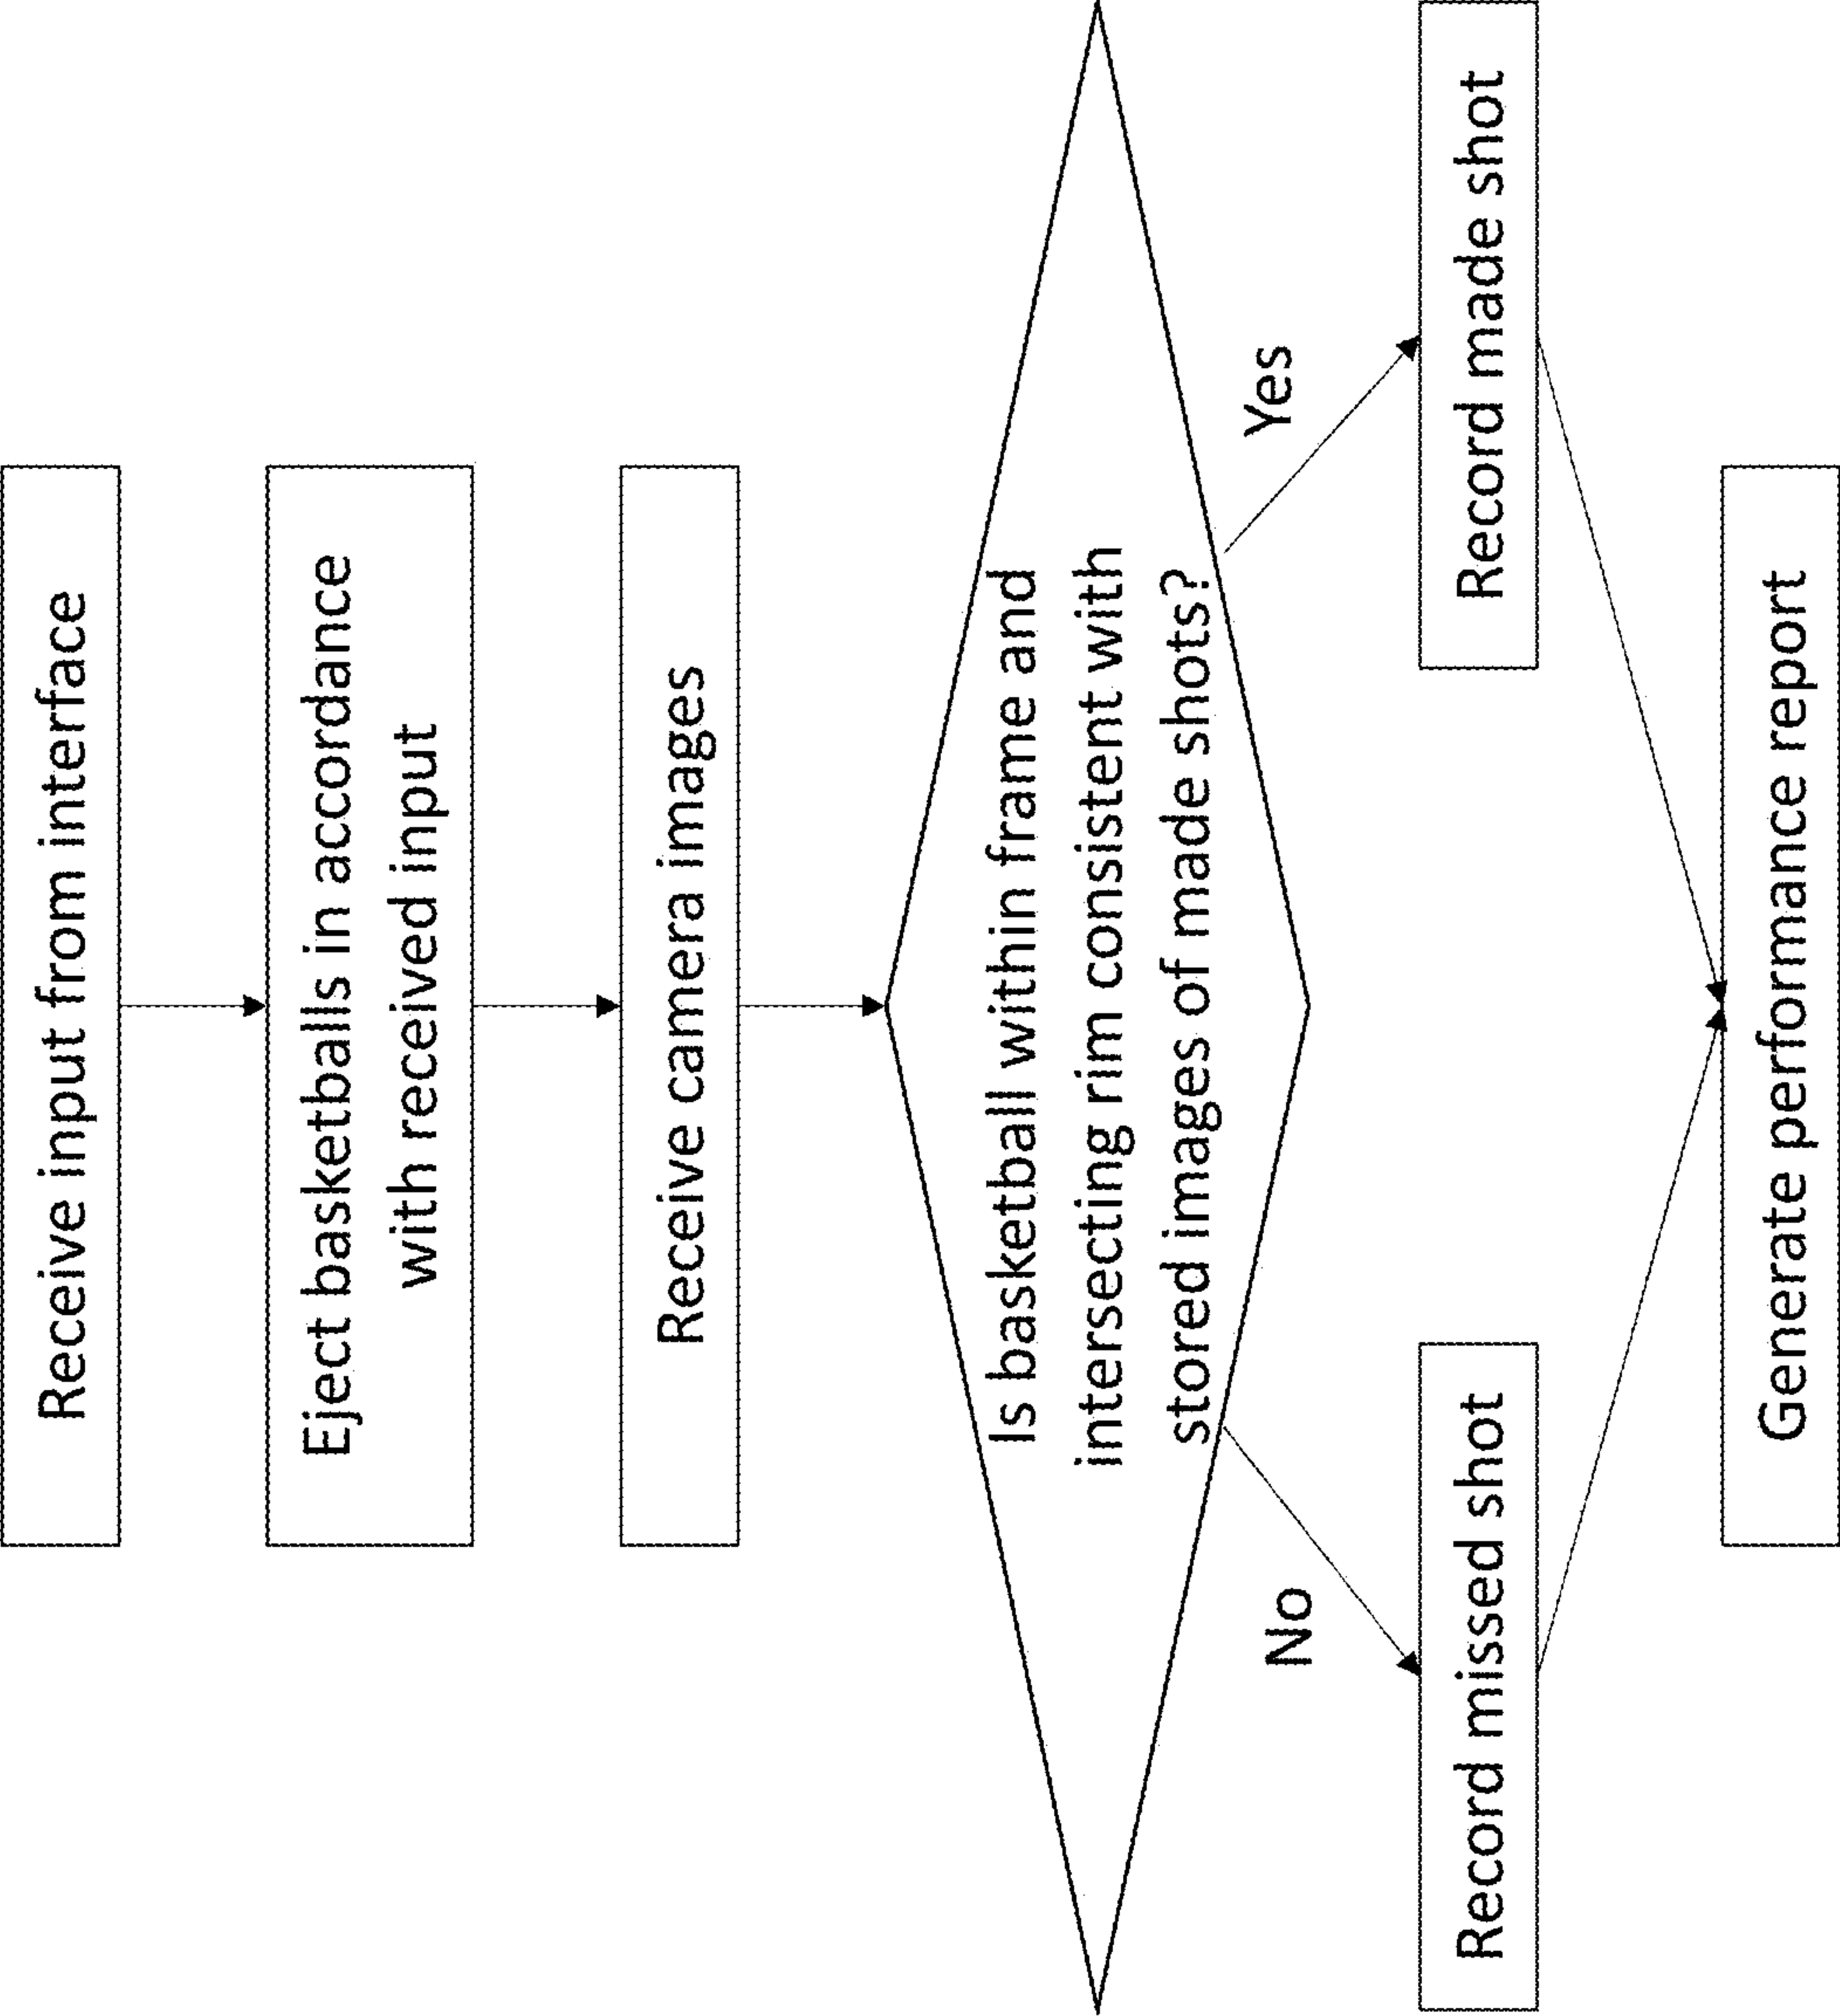 Receive input from interface
Eject basketballs in accordance
with received input
Receive camera images
Is basketball within frame and
intersecting rim consistent with
stored images of made shots?
No
Yes
Record missed shot
Record made shot
Generate performance report